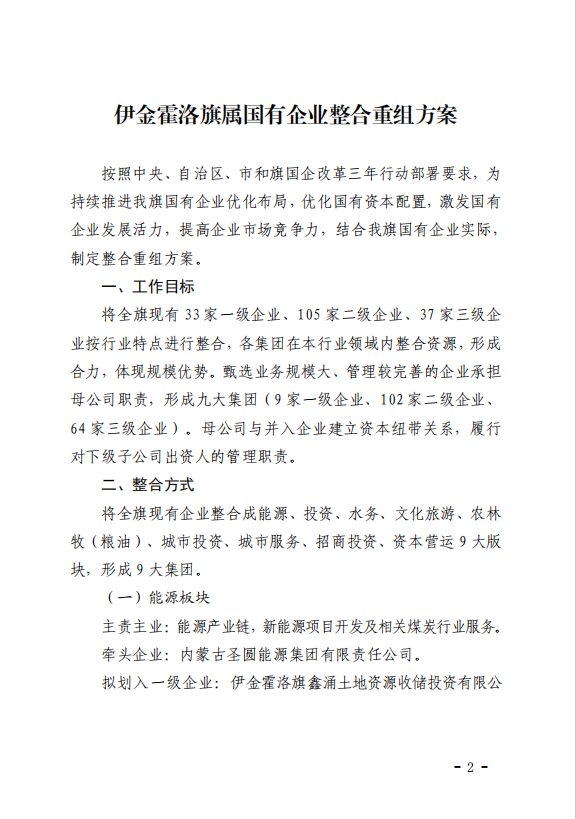 伊金霍洛旗属国有企业整合重组方案
按照中央、自治区、市和旗国企改革三年行动部署要求，为
持续推进我旗国有企业优化布局，优化国有资本配置，激发国有
企业发展活力，提高企业市场竞争力，结合我旗国有企业实际，
制定整合重组方案。
一、工作目标
将全旗现有 33 家一级企业、105 家二级企业、37 家三级企
业按行业特点进行整合，各集团在本行业领域内整合资源，形成
合力，体现规模优势。甄选业务规模大、管理较完善的企业承担
母公司职责，形成九大集团（9 家一级企业、102 家二级企业、
64 家三级企业）。母公司与并入企业建立资本纽带关系，履行
对下级子公司出资人的管理职责。
二、整合方式
将全旗现有企业整合成能源、投资、水务、文化旅游、农林
牧（粮油）、城市投资、城市服务、招商投资、资本营运 9 大版
块，形成 9 大集团。
（一）能源板块
主责主业：能源产业链，新能源项目开发及相关煤炭行业服务。
牵头企业：内蒙古圣圆能源集团有限责任公司。
拟划入一级企业：伊金霍洛旗鑫涌土地资源收储投资有限公
- 2 -